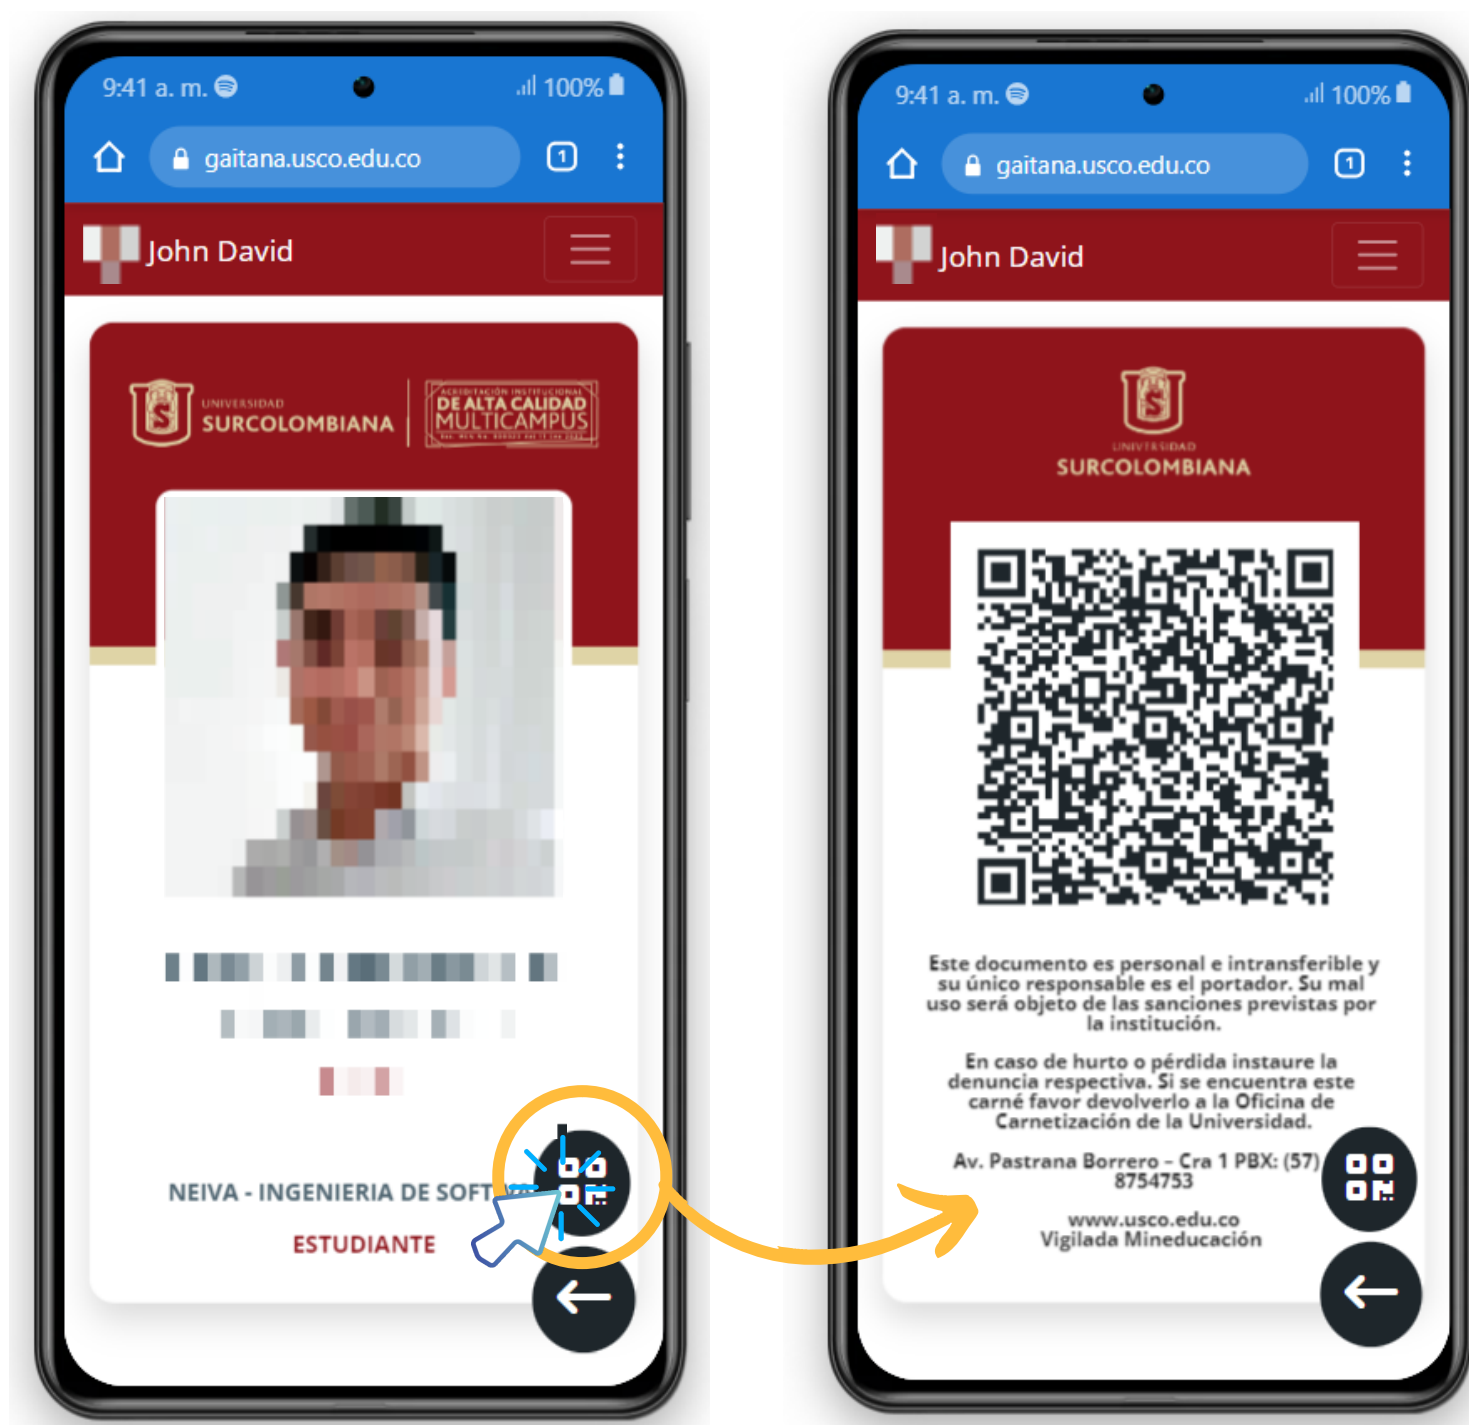 9:41 a. m.
100%
gaitana.usco.edu.co
1
John David
UNIVERSIDAD
SURCOLOMBIANA
ACREDITACIÓN INSTITUCIONAL
DE ALTA CALIDAD
MULTICAMPUS
NEIVA - INGENIERIA DE
ESTUDIANTE
9:41 a. m.
100%
gaitana.usco.edu.co
1
John David
UNIVERSIDAD
SURCOLOMBIANA
Este documento es personal e intransferible y
su único responsable es el portador. Su mal
uso será objeto de las sanciones previstas por
la institución.
En caso de hurto o pérdida instaure la
denuncia respectiva. Si se encuentra este
carné favor devolverlo a la Oficina de
Carnetización de la Universidad.
Av. Pastrana Borrero – Cra 1 PBX: (57)
8754753
www.usco.edu.co
Vigilada Mineducación